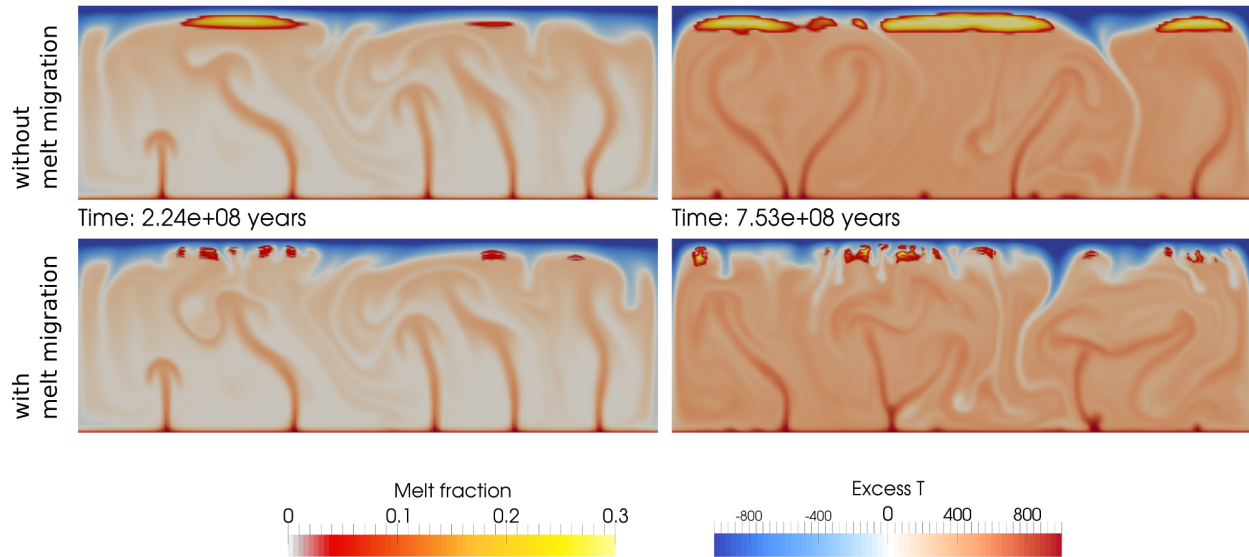 without
melt migration
Time: 2.24e+08 years
Time: 7.53e+08 years
with
melt migration
Melt fraction
0 0.1 0.2 0.3
Excess T
-800 -400 0 400 800